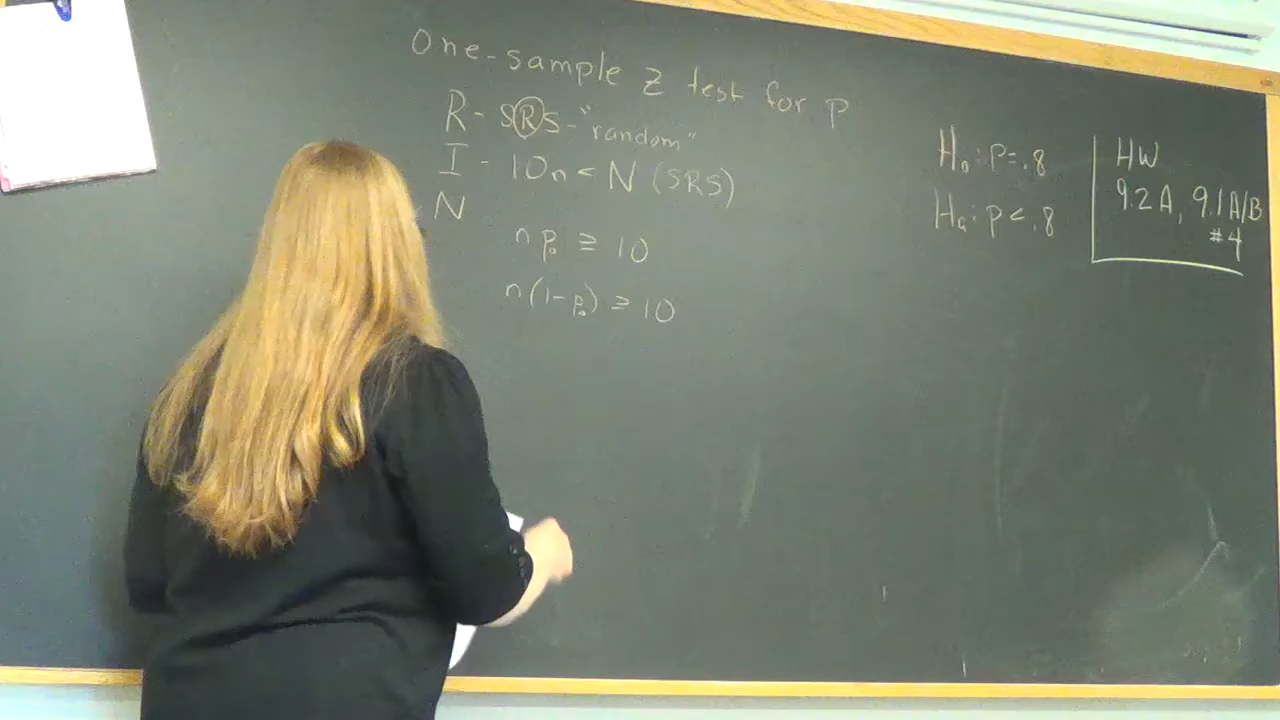 One-sample z test for p
R - SRS - "random"
I - 10n < N (SRS)
N
np₀ ≥ 10
n(1-p₀) ≥ 10
H₀: p = .8
Hₐ: p < .8
HW
9.2A, 9.1A/B
#4